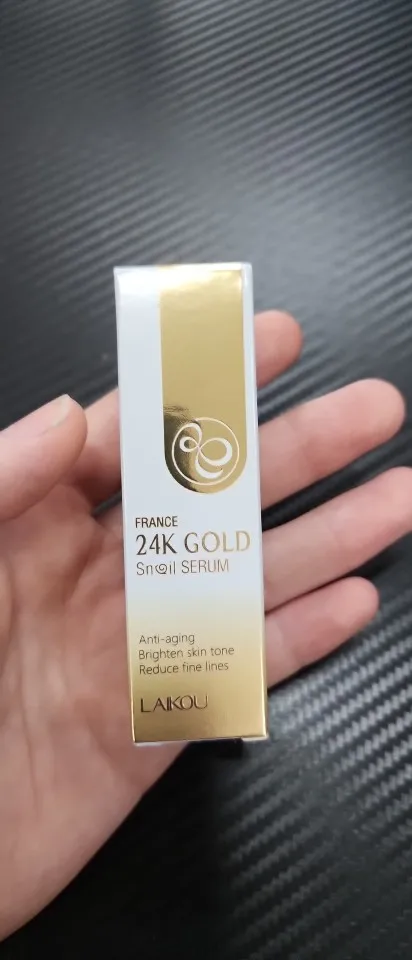 FRANCE
24K GOLD
Snail SERUM
Anti-aging
Brighten skin tone
Reduce fine lines
LAIKOU